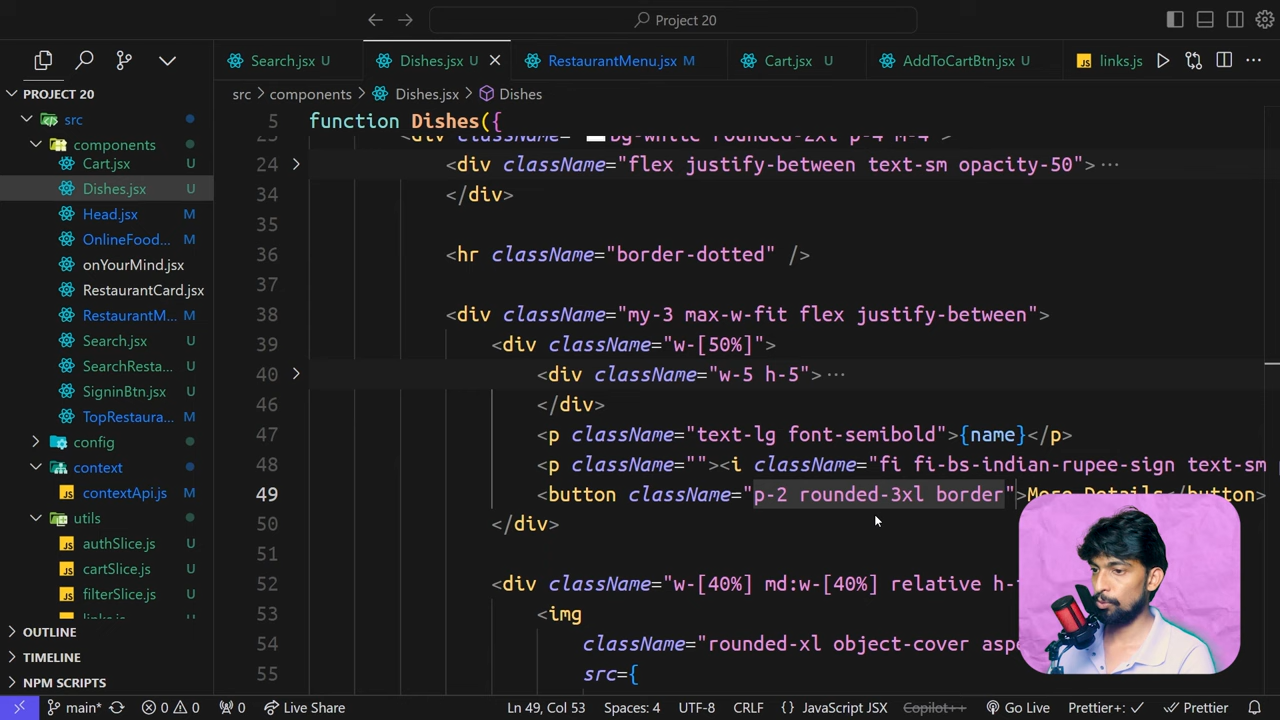 Project 20
Search.jsx U
Dishes.jsx U
RestaurantMenu.jsx M
Cart.jsx U
AddToCartBtn.jsx U
JS links.js
PROJECT 20
src
components
Cart.jsx U
Dishes.jsx U
Head.jsx M
OnlineFood... M
onYourMind.jsx
RestaurantCard.jsx
RestaurantM... M
Search.jsx U
SearchResta... U
SigninBtn.jsx U
TopRestaura... M
config
context
contextApi.js U
utils
JS authSlice.js U
JS cartSlice.js U
JS filterSlice.js U
OUTLINE
TIMELINE
NPM SCRIPTS
src > components > Dishes.jsx > Dishes
5 function Dishes({
24 <div className="flex justify-between text-sm opacity-50">···
34 </div>
35
36 <hr className="border-dotted" />
37
38 <div className="my-3 max-w-fit flex justify-between">
39 <div className="w-[50%]">
40 <div className="w-5 h-5">···
46 </div>
47 <p className="text-lg font-semibold">{name}</p>
48 <p className=""><i className="fi fi-bs-indian-rupee-sign text-sm
49 <button className="p-2 rounded-3xl border">More Details</button>
50 </div>
51
52 <div className="w-[40%] md:w-[40%] relative
53 <img
54 className="rounded-xl object-cover
55 src={
main* 0 0 0 Live Share
Ln 49, Col 53 Spaces: 4 UTF-8 CRLF {} JavaScript JSX Copilot++ Go Live Prettier+: Prettier